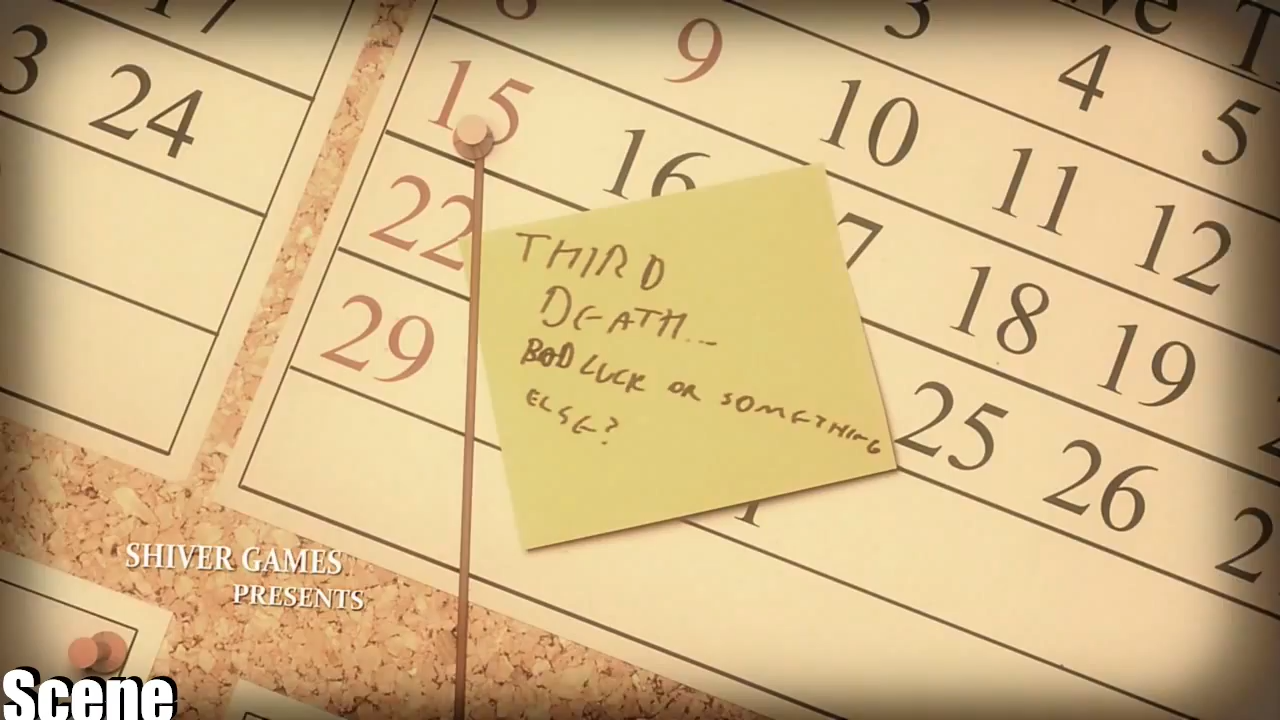 We T
8 3 4 5
17 9 10 11 12
3 24 15 16 18 19
22 25 26
29
THIRD
DEATH...
BAD LUCK OR SOMETHING
ELSE?
SHIVER GAMES
PRESENTS
Scene